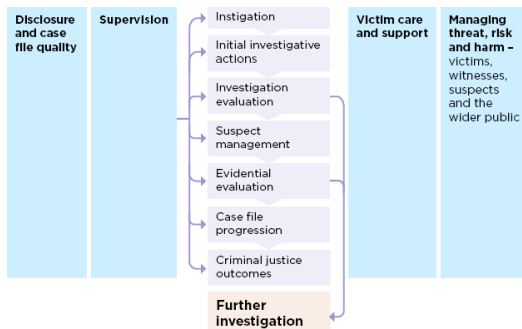 Disclosure
and case
file quality
Supervision
Instigation
Initial investigative
actions
Investigation
evaluation
Suspect
management
Evidential
evaluation
Case file
progression
Criminal justice
outcomes
Further
investigation
Victim care
and support
Managing
threat, risk
and harm –
victims,
witnesses,
suspects
and the
wider public